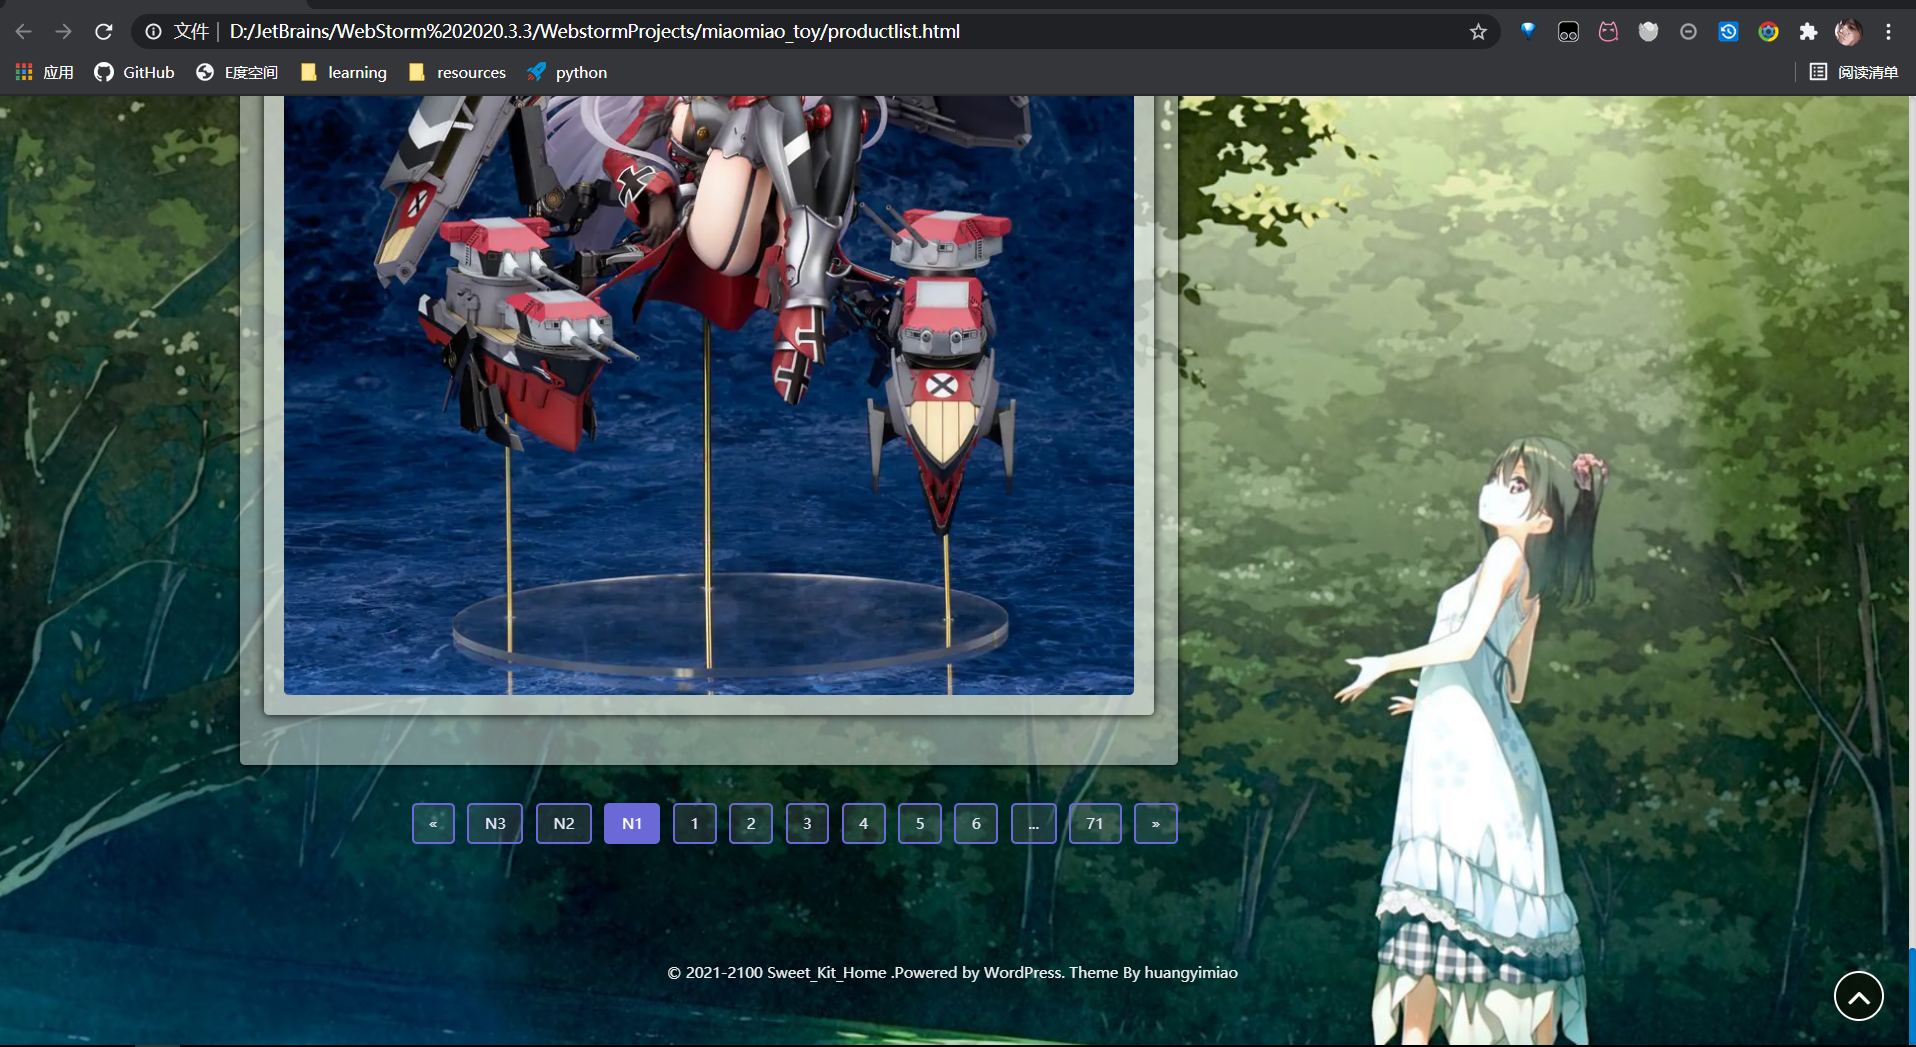 文件 | D:/JetBrains/WebStorm%202020.3.3/WebstormProjects/miaomiao_toy/productlist.html
应用 GitHub E度空间 learning resources python 阅读清单
« N3 N2 N1 1 2 3 4 5 6 ... 71 »
© 2021-2100 Sweet_Kit_Home .Powered by WordPress. Theme By huangyimiao